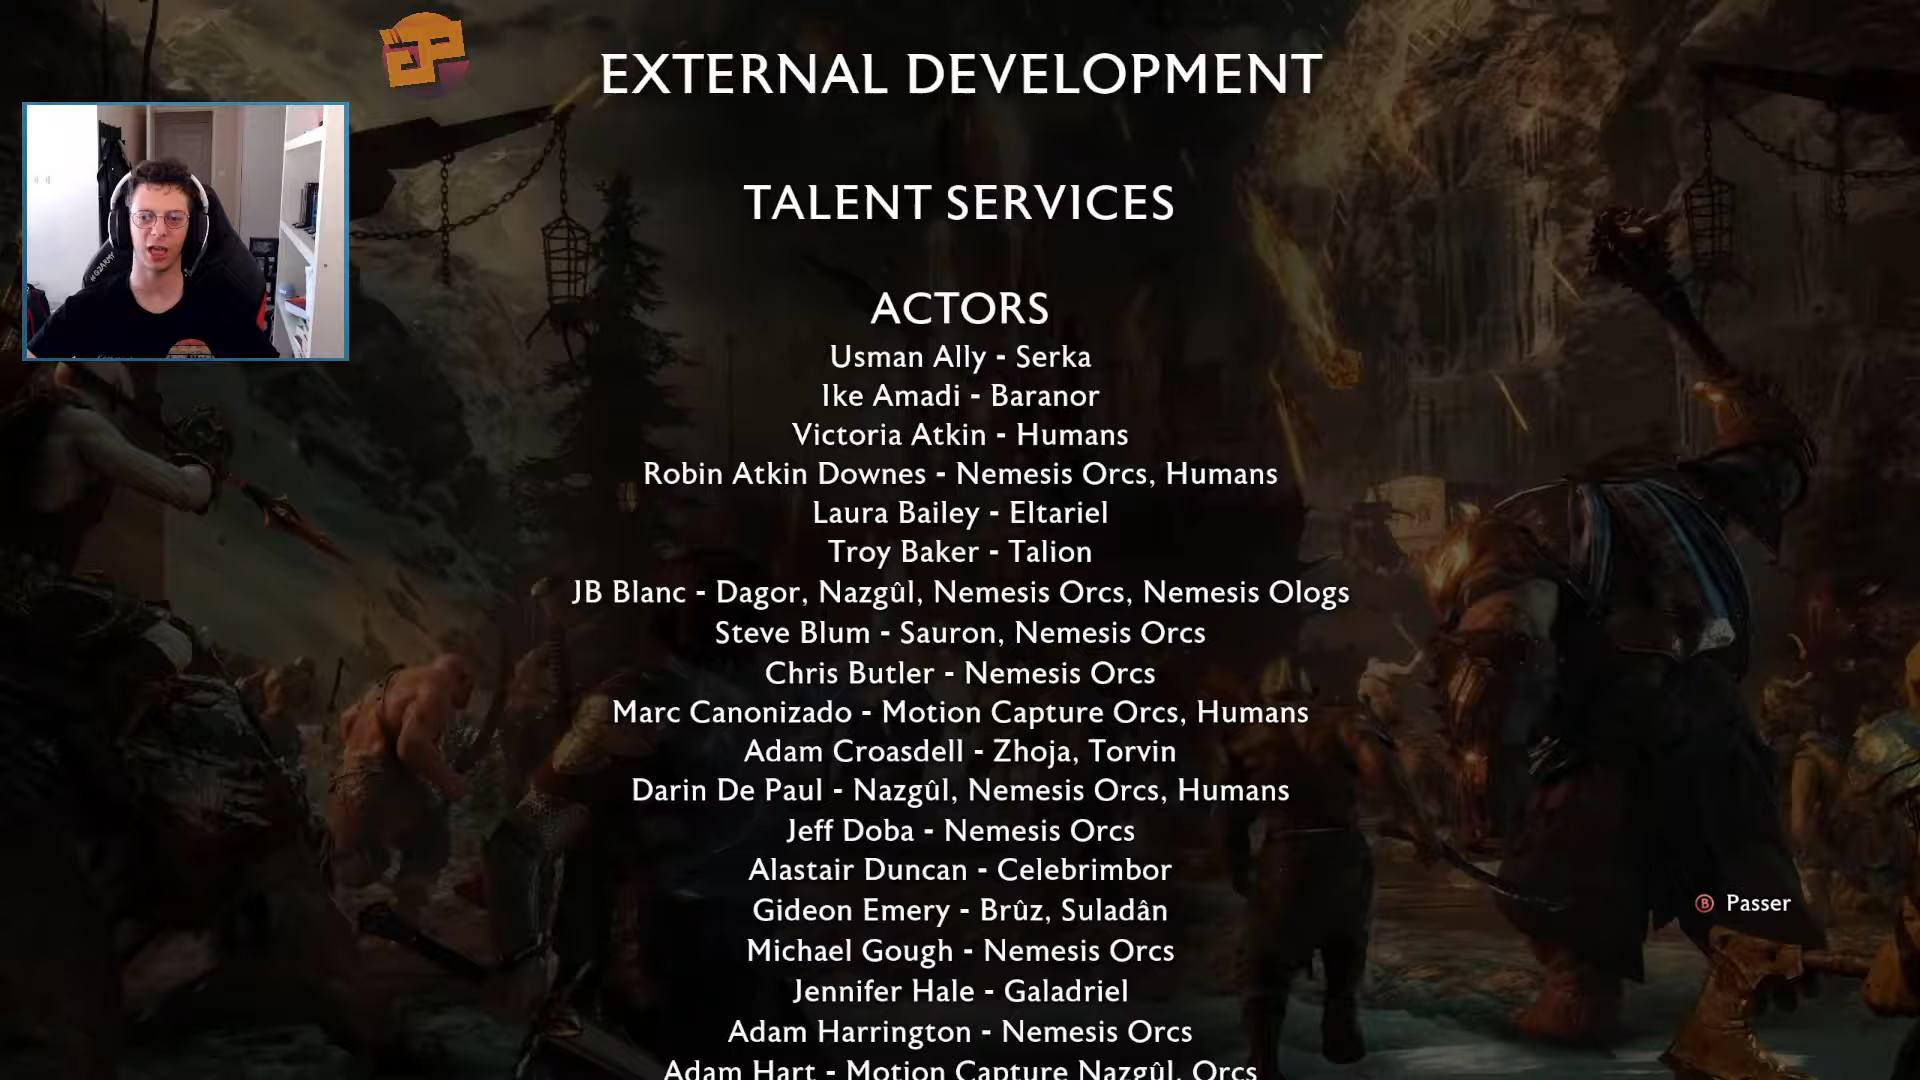 EXTERNAL DEVELOPMENT
TALENT SERVICES
ACTORS
Usman Ally - Serka
Ike Amadi - Baranor
Victoria Atkin - Humans
Robin Atkin Downes - Nemesis Orcs, Humans
Laura Bailey - Eltariel
Troy Baker - Talion
JB Blanc - Dagor, Nazgûl, Nemesis Orcs, Nemesis Ologs
Steve Blum - Sauron, Nemesis Orcs
Chris Butler - Nemesis Orcs
Marc Canonizado - Motion Capture Orcs, Humans
Adam Croasdell - Zhoja, Torvin
Darin De Paul - Nazgûl, Nemesis Orcs, Humans
Jeff Doba - Nemesis Orcs
Alastair Duncan - Celebrimbor
Gideon Emery - Brûz, Suladân
B Passer
Michael Gough - Nemesis Orcs
Jennifer Hale - Galadriel
Adam Harrington - Nemesis Orcs
Adam Hart - Motion Capture Nazgûl, Orcs
#G2ARMY